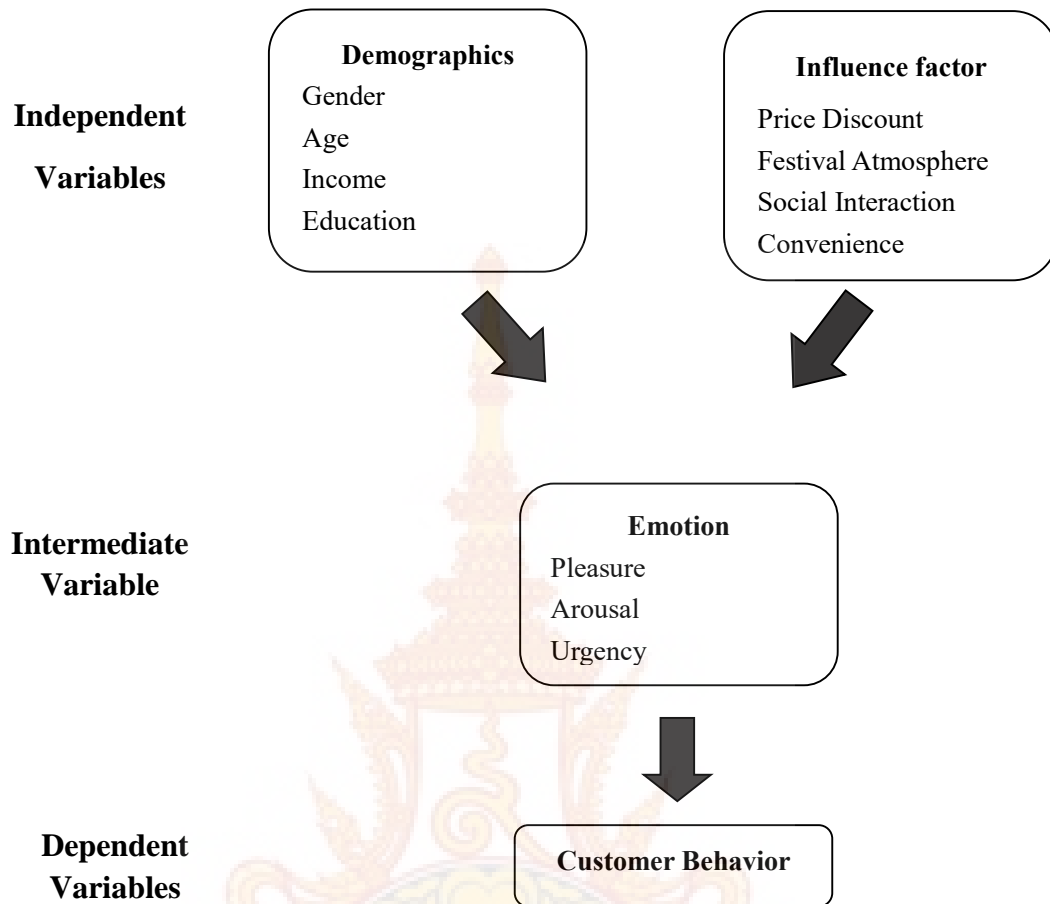 Demographics
Gender
Age
Income
Education
Influence factor
Price Discount
Festival Atmosphere
Social Interaction
Convenience
Independent
Variables
Emotion
Pleasure
Arousal
Urgency
Intermediate
Variable
Customer Behavior
Dependent
Variables